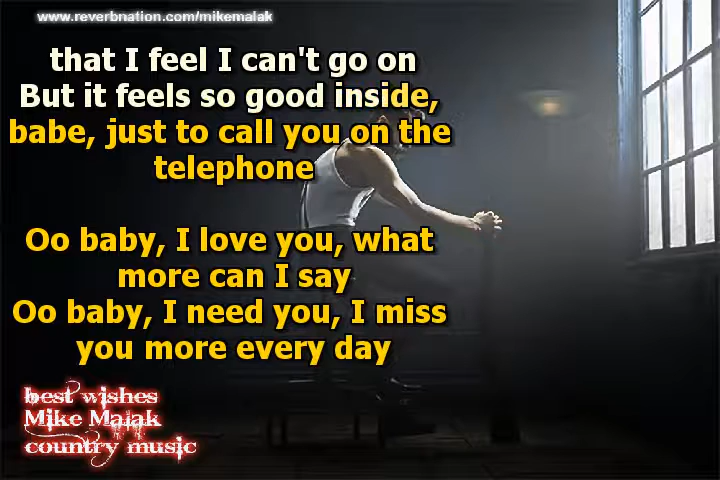 www.reverbnation.com/mikemalak
that I feel I can't go on
But it feels so good inside,
babe, just to call you on the
telephone
Oo baby, I love you, what
more can I say
Oo baby, I need you, I miss
you more every day
best wishes
Mike Malak
country music